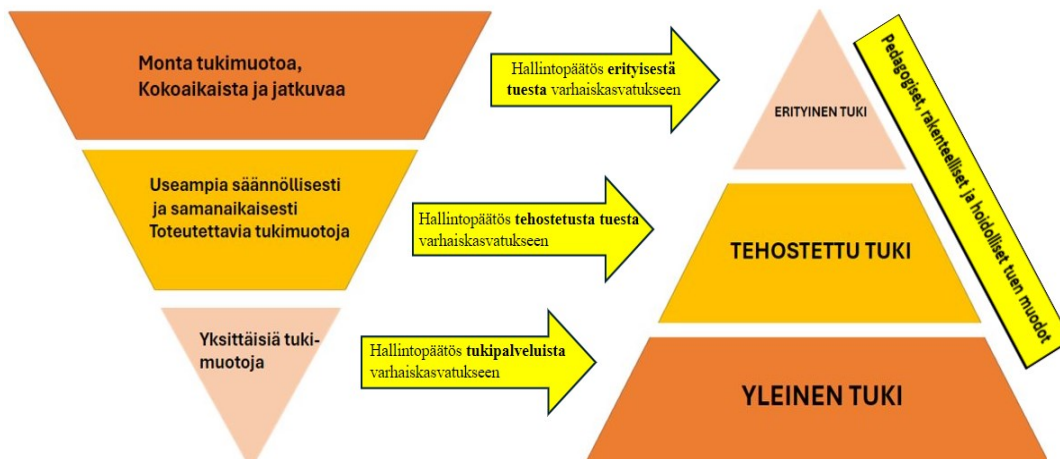 Monta tukimuotoa,
Kokoaikaista ja jatkuvaa
Hallintopäätös erityisestä
tuesta varhaiskasvatukseen
ERITYINEN TUKI
Useampia säännöllisesti
ja samanaikaisesti
Toteutettavia tukimuotoja
Hallintopäätös tehostetusta tuesta
varhaiskasvatukseen
TEHOSTETTU TUKI
Yksittäisiä tuki-
muotoja
Hallintopäätös tukipalveluista
varhaiskasvatukseen
YLEINEN TUKI
Pedagogiset, rakenteelliset ja hoidolliset tuen muodot